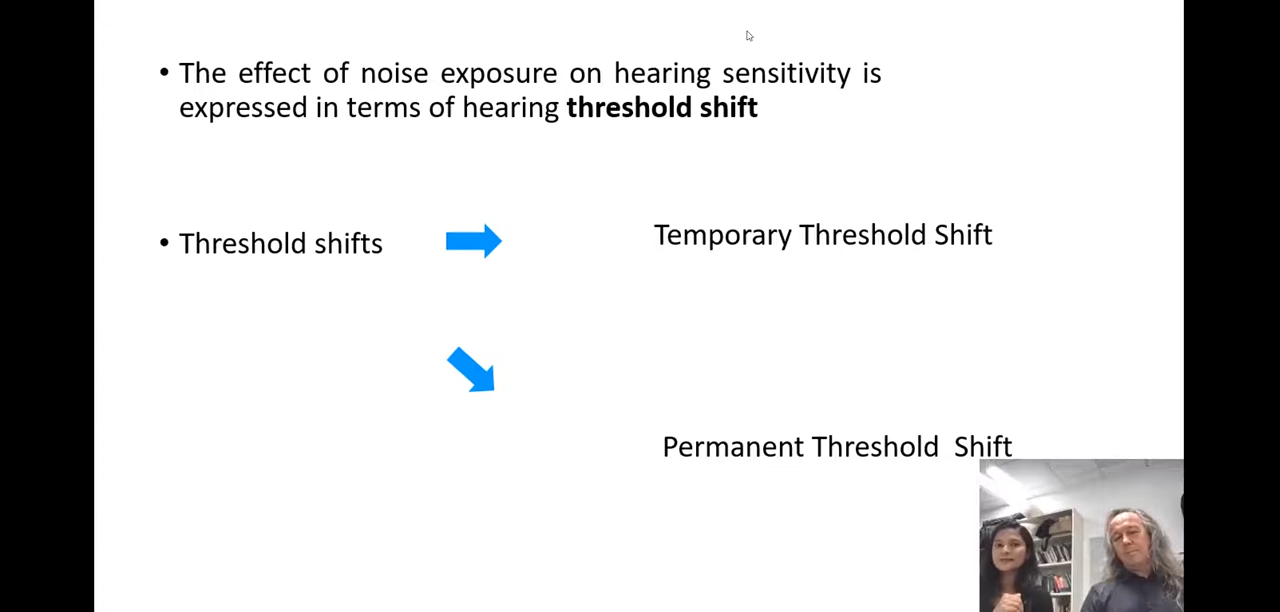 • The effect of noise exposure on hearing sensitivity is
expressed in terms of hearing threshold shift
• Threshold shifts
Temporary Threshold Shift
Permanent Threshold Shift